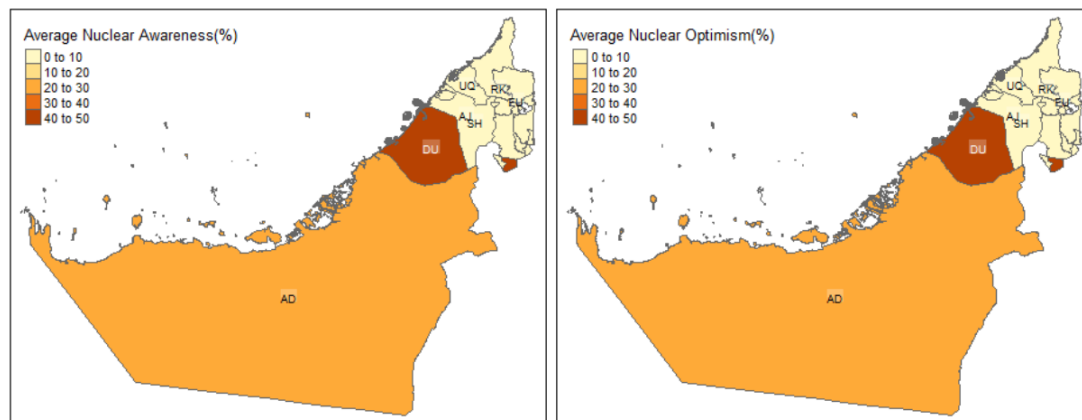 Average Nuclear Awareness(%)
0 to 10
10 to 20
20 to 30
30 to 40
40 to 50
UQ
RK
FU
AJ
SH
DU
AD
Average Nuclear Optimism(%)
0 to 10
10 to 20
20 to 30
30 to 40
40 to 50
UQ
RK
FU
AJ
SH
DU
AD